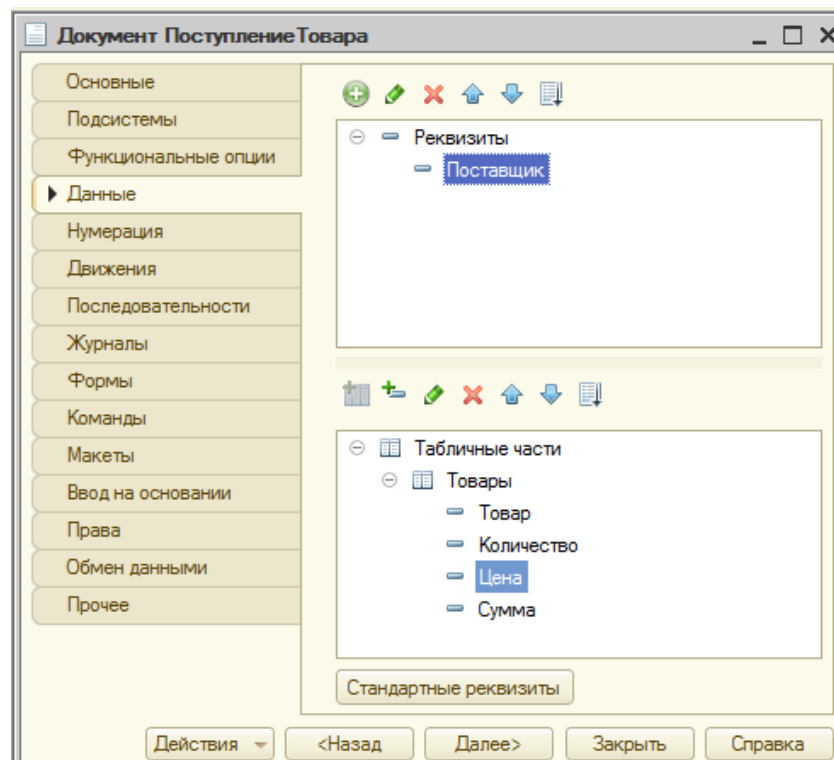 Документ ПоступлениеТовара
Основные
Подсистемы
Функциональные опции
Данные
Нумерация
Движения
Последовательности
Журналы
Формы
Команды
Макеты
Ввод на основании
Права
Обмен данными
Прочее
Реквизиты
Поставщик
Табличные части
Товары
Товар
Количество
Цена
Сумма
Стандартные реквизиты
Действия
<Назад
Далее>
Закрыть
Справка